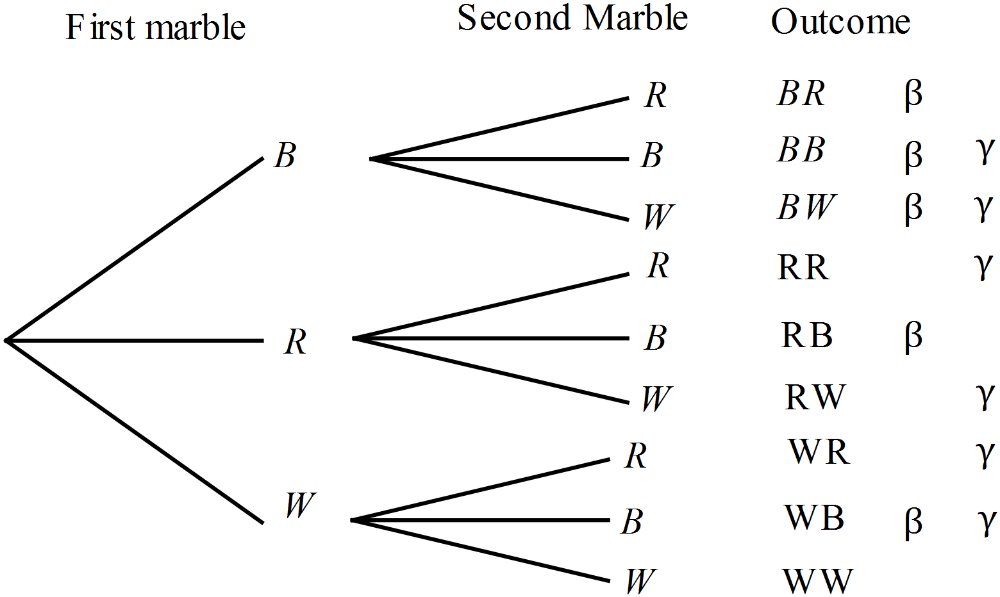 First marble Second Marble Outcome
R BR β
B B BB β γ
W BW β γ
R RR γ
R B RB β
W RW γ
R WR γ
W B WB β γ
W WW